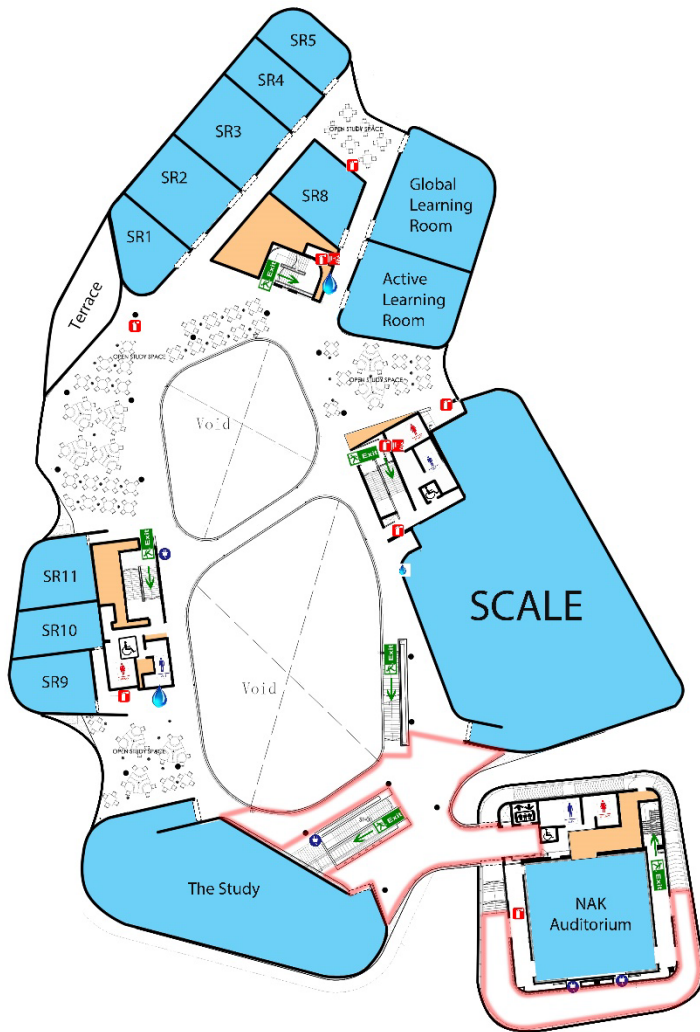 SR5
SR4
SR3
OPEN STUDY SPACE
SR2
SR8
Global
Learning
Room
SR1
Exit
Active
Learning
Room
Terrace
OPEN STUDY SPACE
OPEN STUDY SPACE
Void
Exit
Exit
SR11
SCALE
SR10
Exit
SR9
Void
OPEN STUDY SPACE
Exit
The Study
Exit
NAK
Auditorium